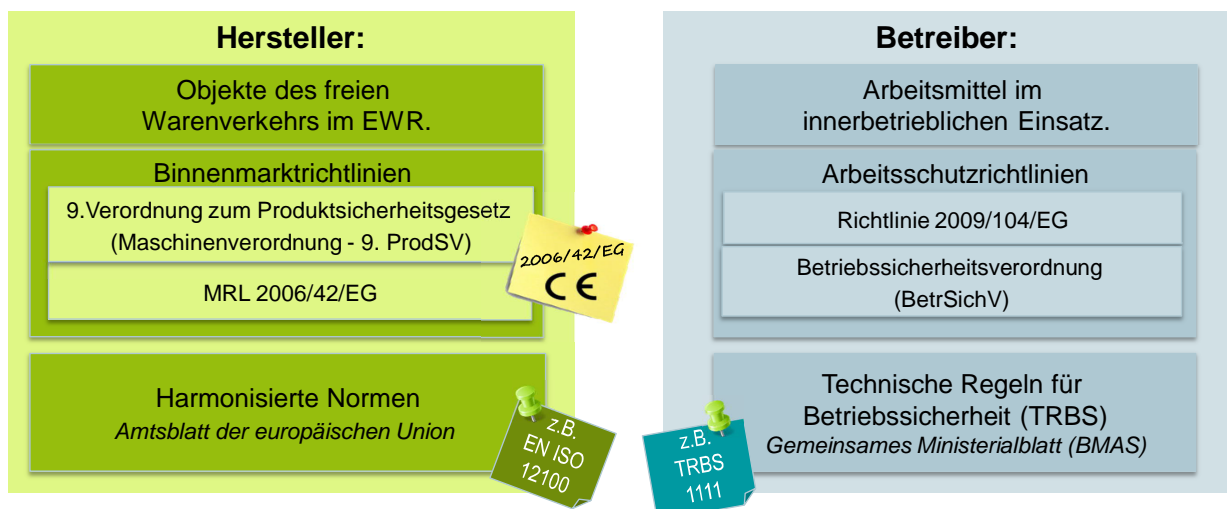 Hersteller:
Objekte des freien
Warenverkehrs im EWR.
Binnenmarktrichtlinien
9.Verordnung zum Produktsicherheitsgesetz
(Maschinenverordnung - 9. ProdSV)
MRL 2006/42/EG
2006/42/EG
CE
Harmonisierte Normen
Amtsblatt der europäischen Union
z.B.
EN ISO
12100
Betreiber:
Arbeitsmittel im
innerbetrieblichen Einsatz.
Arbeitsschutzrichtlinien
Richtlinie 2009/104/EG
Betriebssicherheitsverordnung
(BetrSichV)
Technische Regeln für
Betriebssicherheit (TRBS)
Gemeinsames Ministerialblatt (BMAS)
z.B.
TRBS
1111